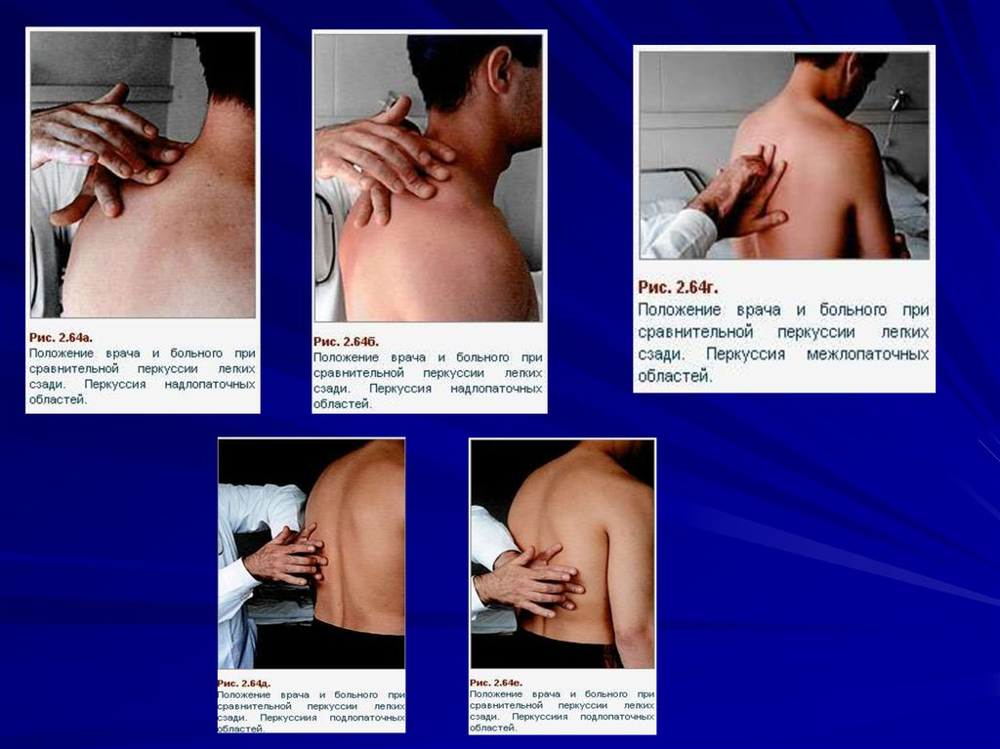 Рис. 2.64а.
Положение врача и больного при
сравнительной перкуссии легких
сзади. Перкуссия надлопаточных
областей.
Рис. 2.64б.
Положение врача и больного при
сравнительной перкуссии легких
сзади. Перкуссия надлопаточных
областей.
Рис. 2.64г.
Положение врача и больного при
сравнительной перкуссии легких
сзади. Перкуссия межлопаточных
областей.
Рис. 2.64д.
Положение врача и больного при
сравнительной перкуссии легких
сзади. Перкуссиия подлопаточных
областей.
Рис. 2.64е.
Положение врача и больного при
сравнительной перкуссии легких
сзади. Перкуссиия подлопаточных
областей.